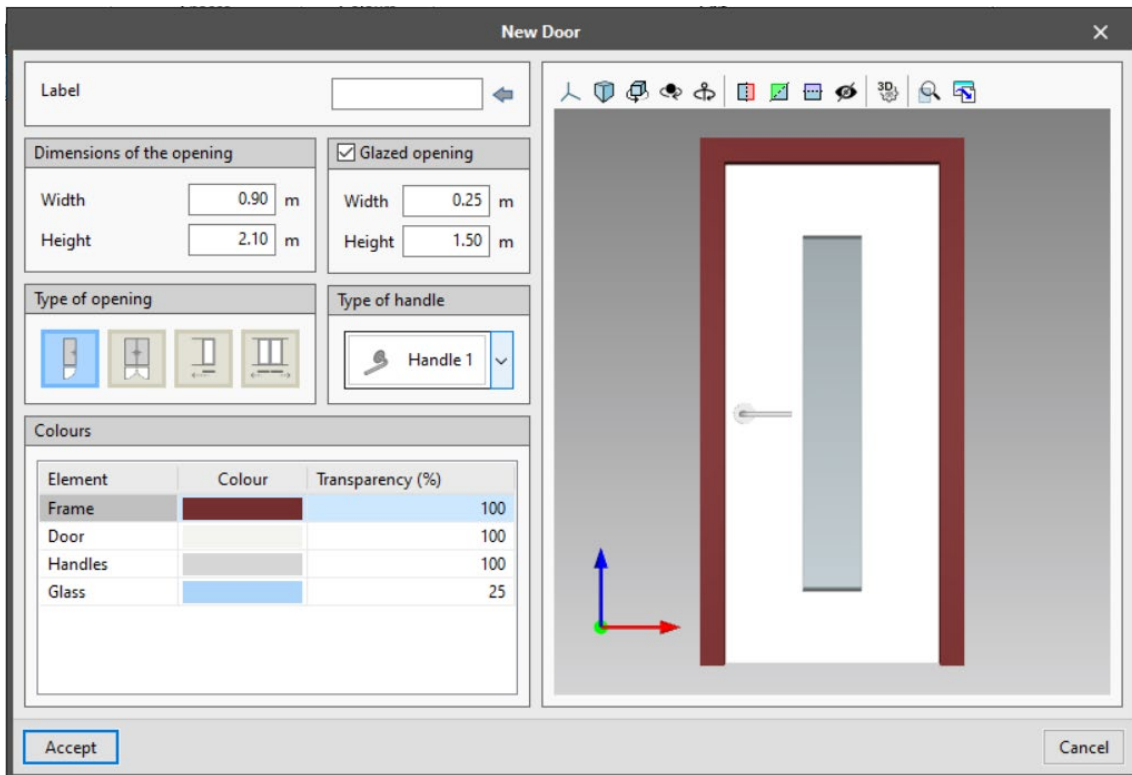 New Door
Label
Dimensions of the opening
Width 0.90 m
Height 2.10 m
Glazed opening
Width 0.25 m
Height 1.50 m
Type of opening
Type of handle
Handle 1
Colours
Element Colour Transparency (%)
Frame 100
Door 100
Handles 100
Glass 25
3D
Accept
Cancel